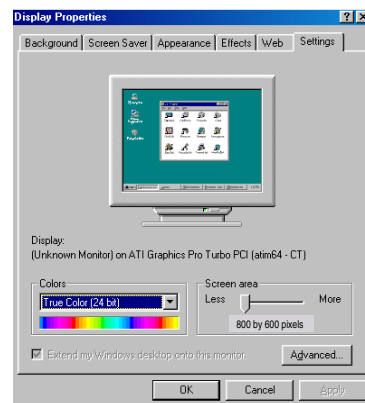 Display Properties
Background Screen Saver Appearance Effects Web Settings
Display:
(Unknown Monitor) on ATI Graphics Pro Turbo PCI (atim64 - CT)
Colors
True Color (24 bit)
Screen area
Less More
800 by 600 pixels
Extend my Windows desktop onto this monitor.
Advanced...
OK Cancel Apply